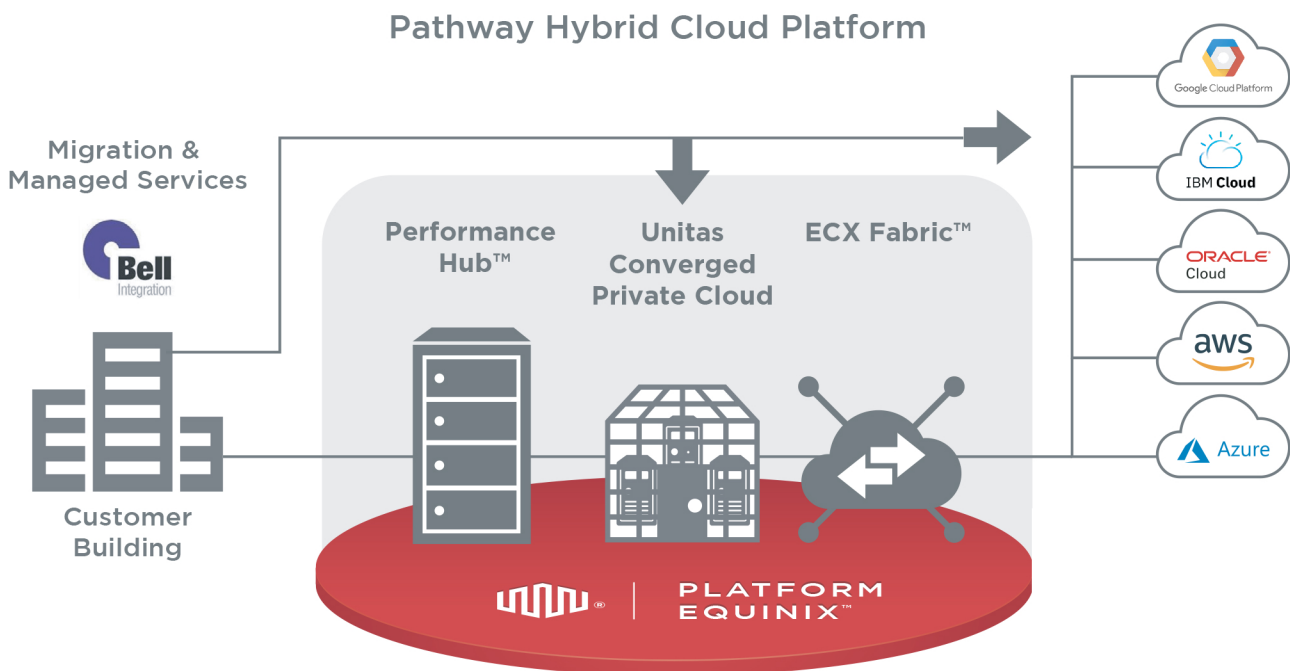 Pathway Hybrid Cloud Platform
Migration &
Managed Services
Bell
Integration
Customer
Building
Performance
Hub™
Unitas
Converged
Private Cloud
ECX Fabric™
®
PLATFORM
EQUINIX™
Google Cloud Platform
IBM Cloud
ORACLE®
Cloud
aws
Azure